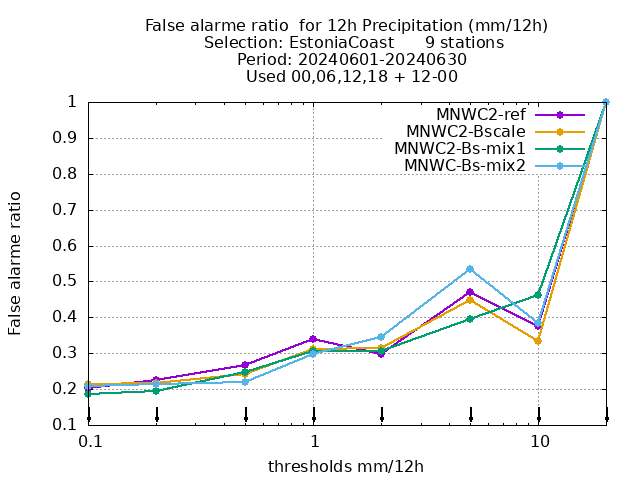 False alarme ratio  for 12h Precipitation (mm/12h)
Selection: EstoniaCoast      9 stations
Period: 20240601-20240630
Used 00,06,12,18 + 12-00
MNWC2-ref
MNWC2-Bscale
MNWC2-Bs-mix1
MNWC-Bs-mix2
False alarme ratio
1
0.9
0.8
0.7
0.6
0.5
0.4
0.3
0.2
0.1
0.1 1 10
thresholds mm/12h